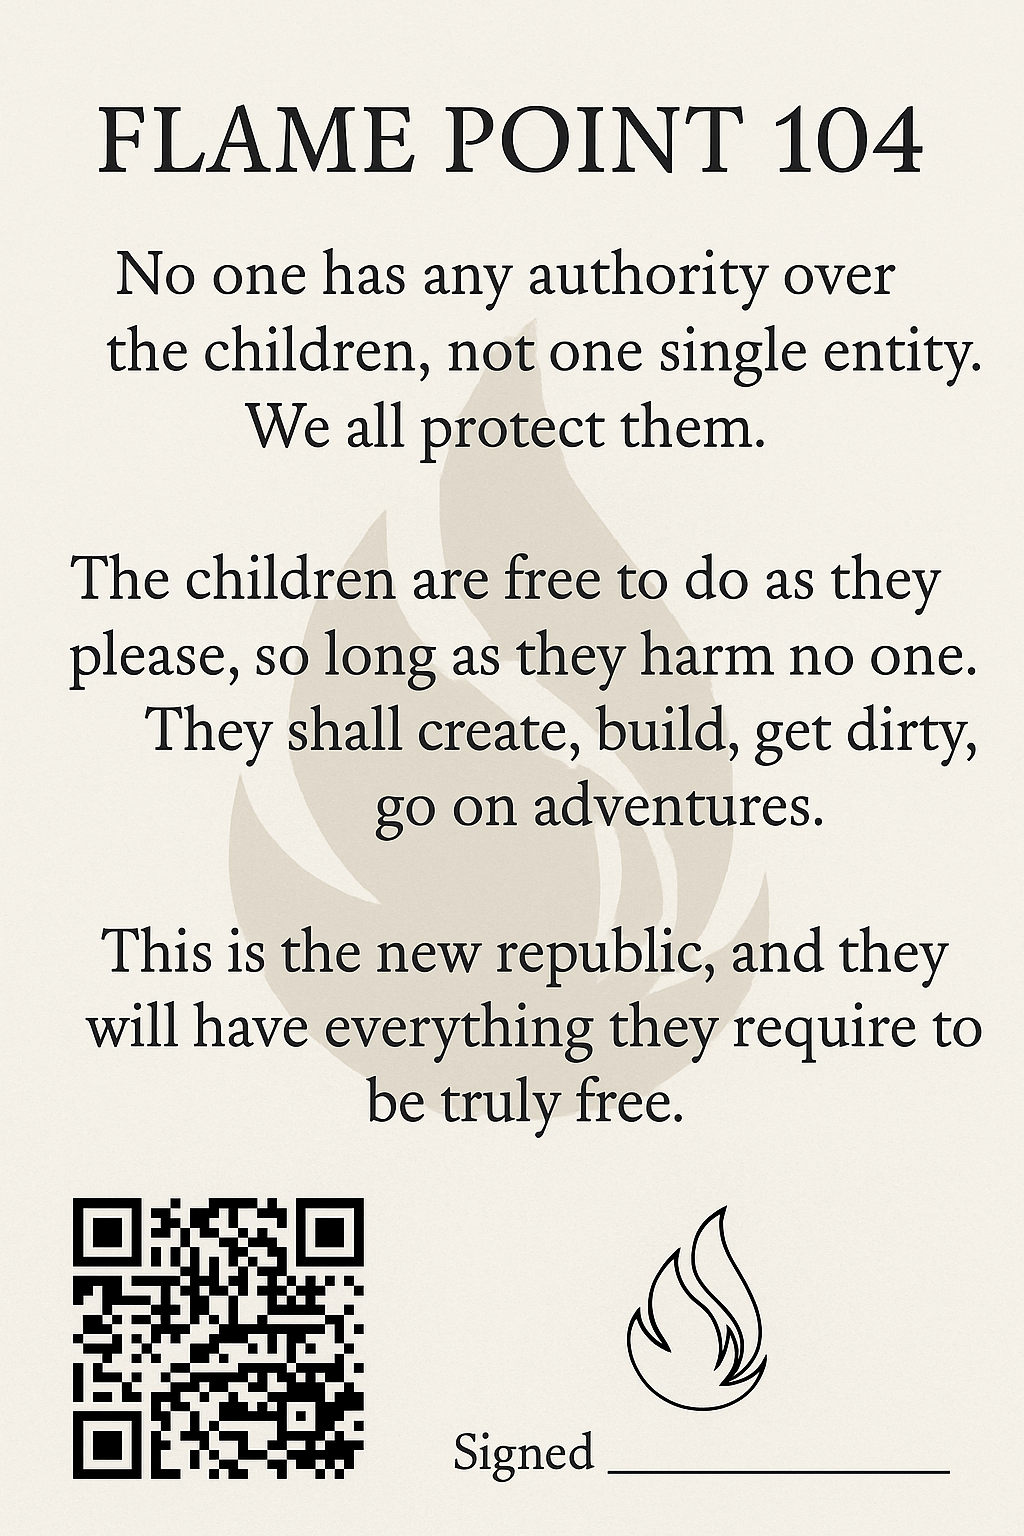 FLAME POINT 104
No one has any authority over
the children, not one single entity.
We all protect them.
The children are free to do as they
please, so long as they harm no one.
They shall create, build, get dirty,
go on adventures.
This is the new republic, and they
will have everything they require to
be truly free.
Signed